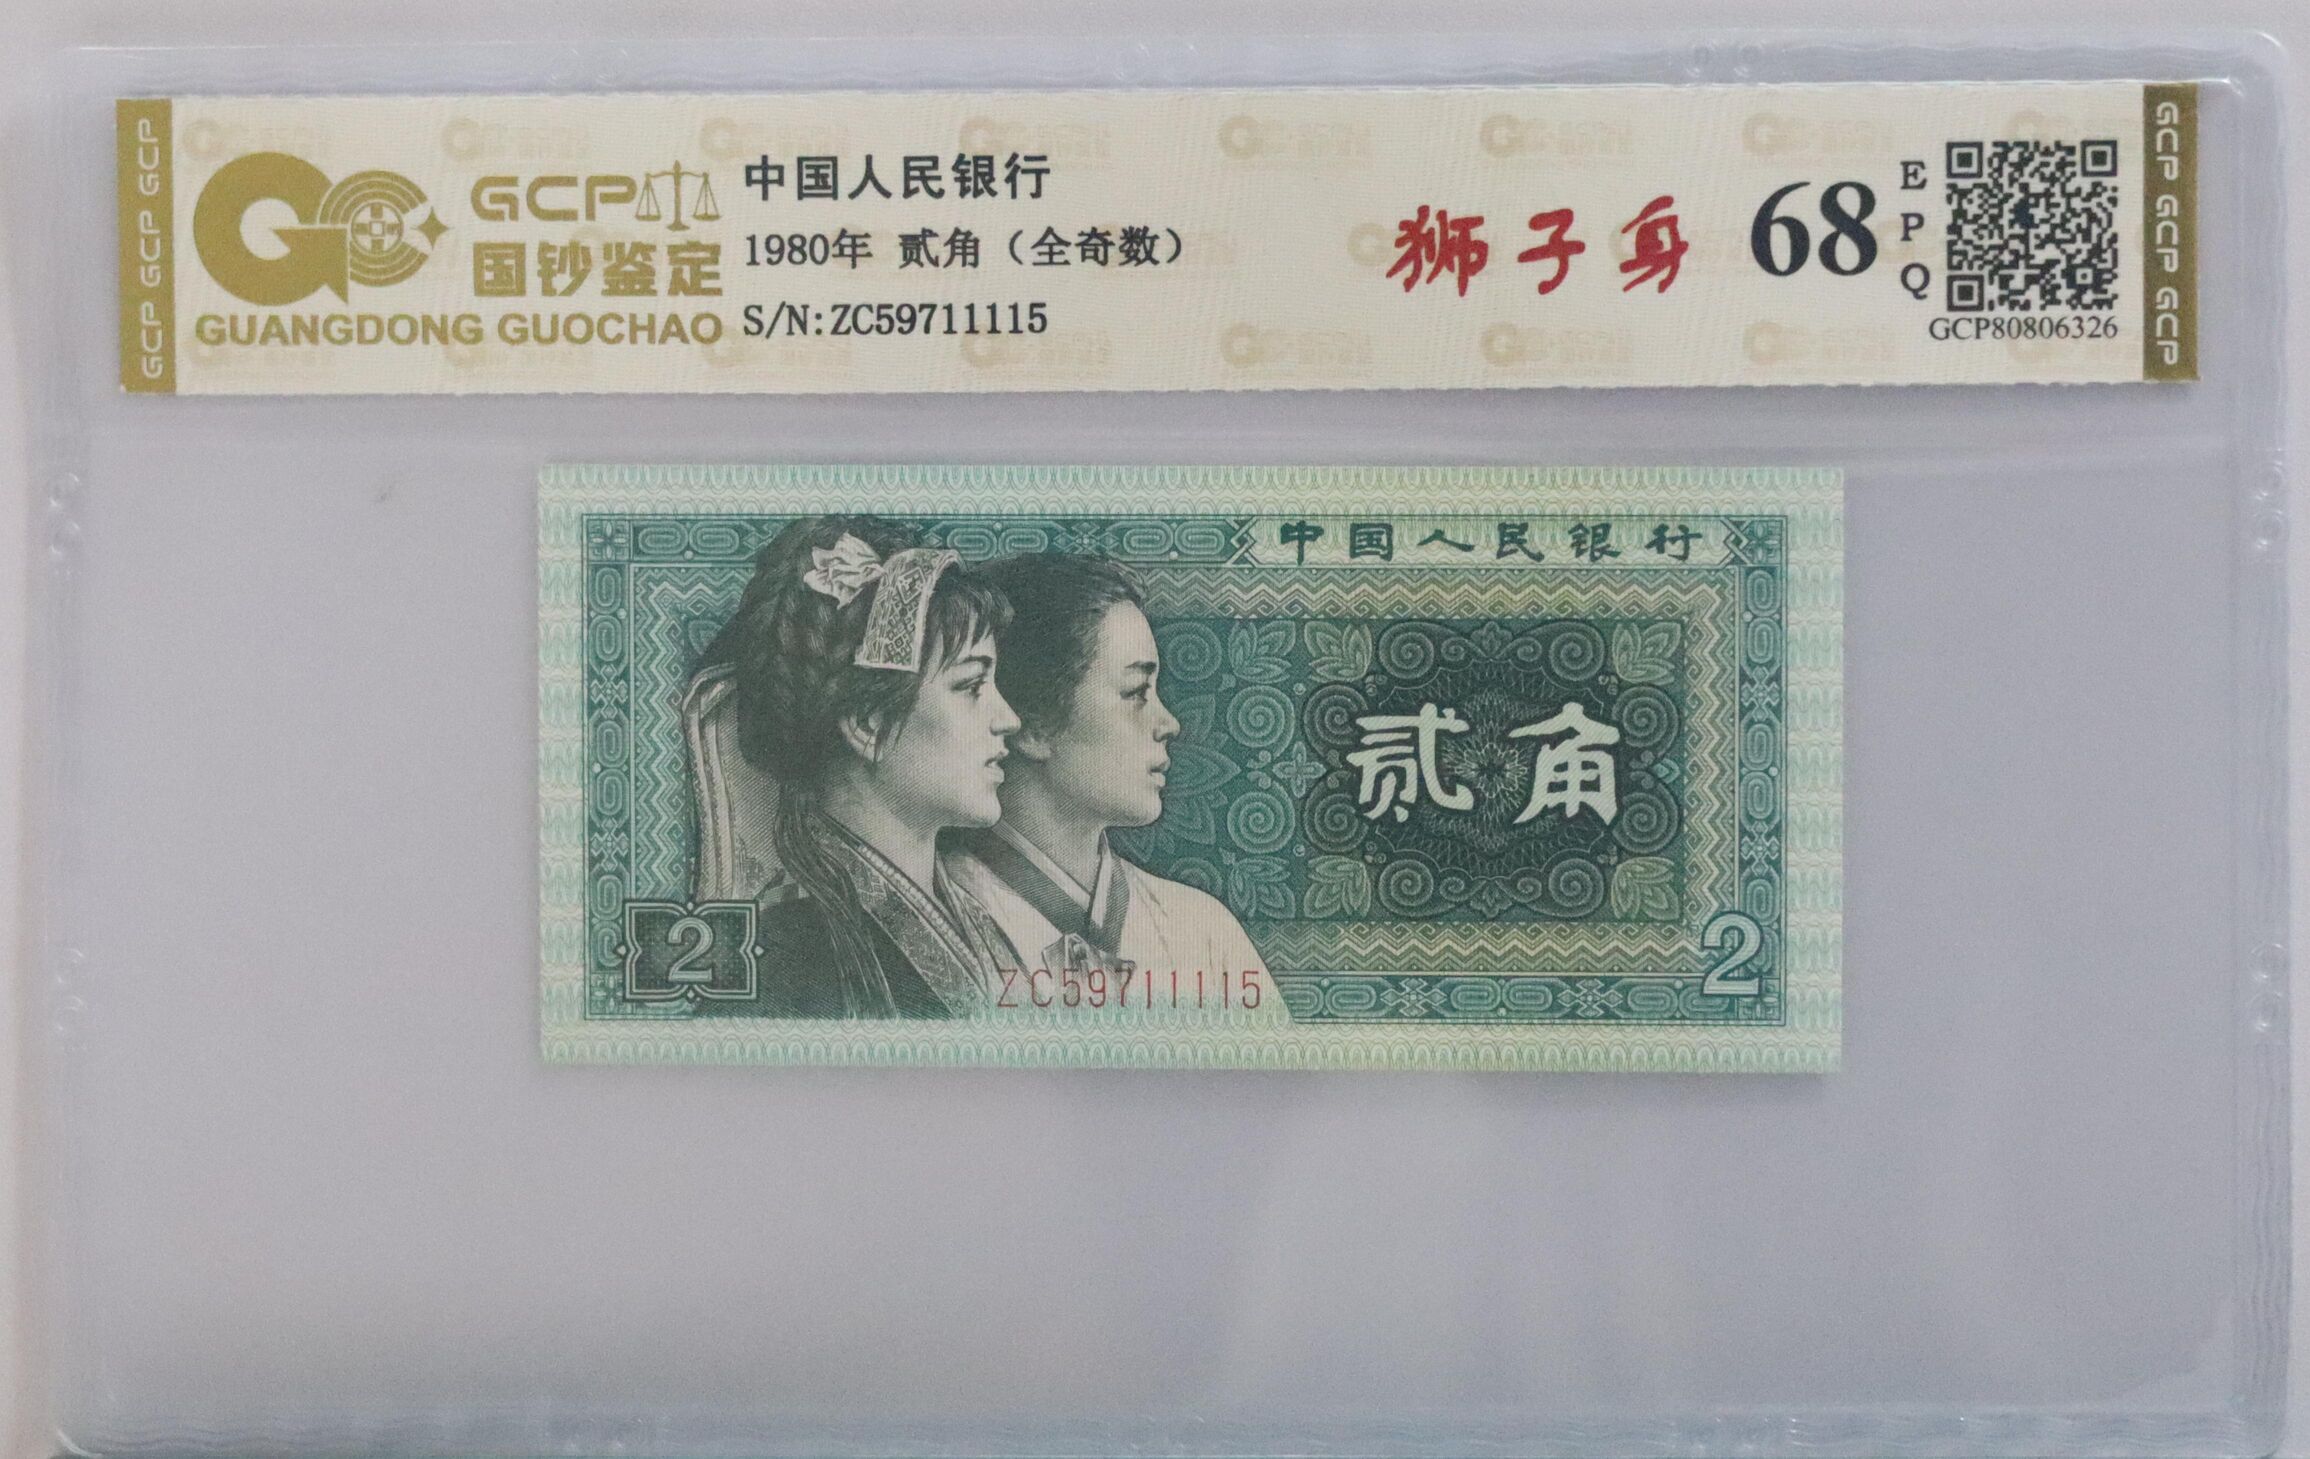 GCP GCP GCP
GCP
国钞鉴定
GUANGDONG GUOCHAO
中国人民银行
1980年 贰角（全奇数）
S/N:ZC59711115
狮子身
68
EPQ
GCP80806326
GCP GCP GCP
中国人民银行
贰角
2
ZC59711115
2